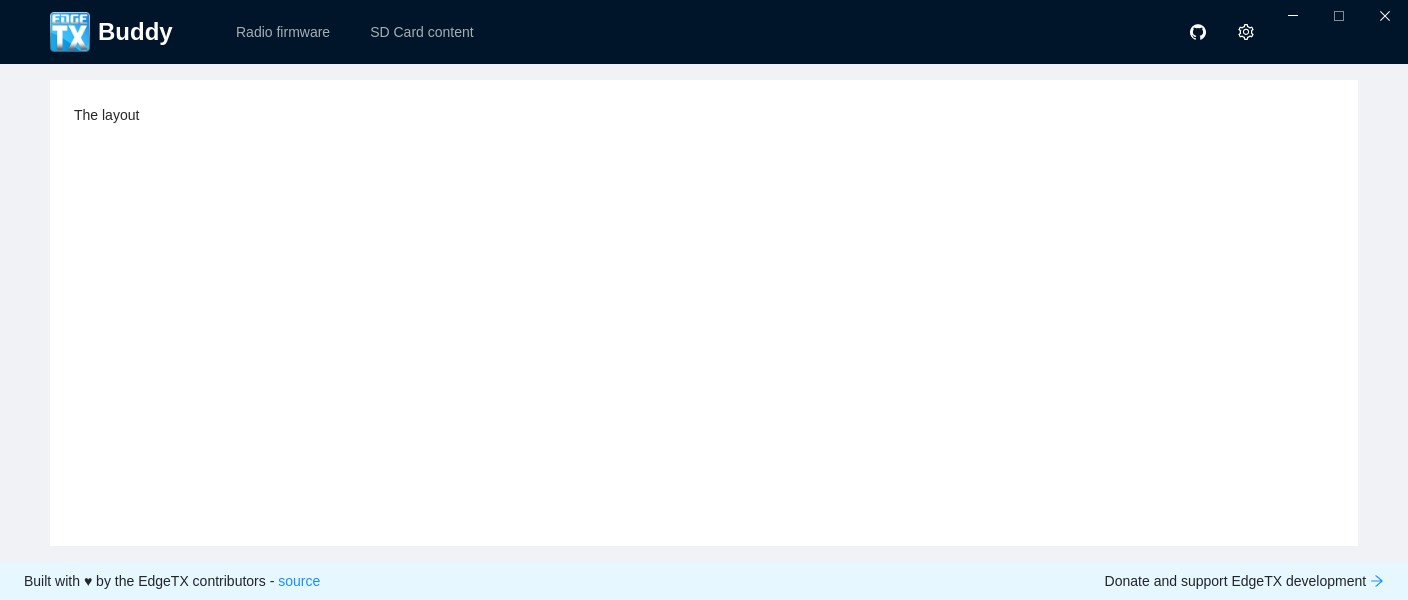 EDGE TX Buddy Radio firmware SD Card content
The layout
Built with ♥ by the EdgeTX contributors - source Donate and support EdgeTX development →